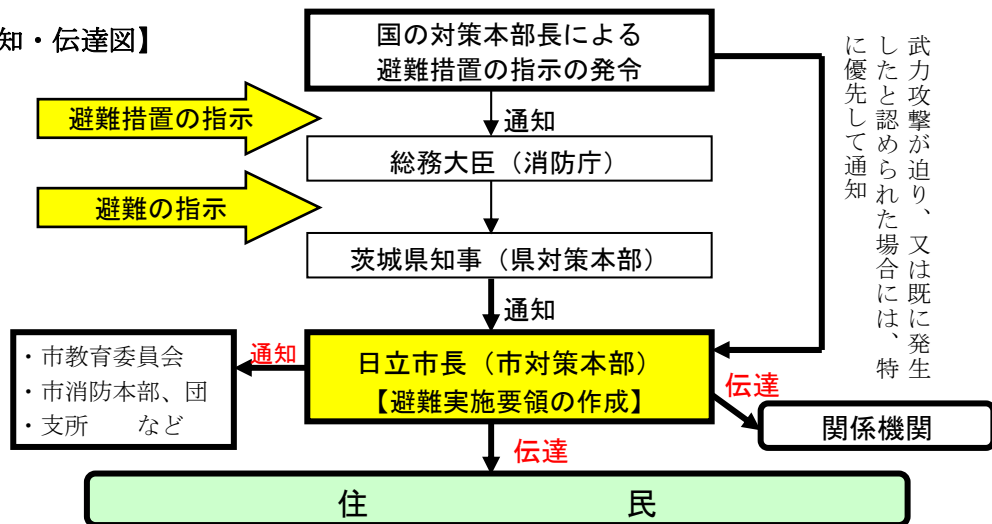 知・伝達図】
国の対策本部長による
避難措置の指示の発令
避難措置の指示
通知
総務大臣（消防庁）
避難の指示
茨城県知事（県対策本部）
通知
武力攻撃が迫り、又は既に発生
したと認められた場合には、特
に優先して通知
・市教育委員会
・市消防本部、団
・支所　　など
通知
日立市長（市対策本部）
【避難実施要領の作成】
伝達
関係機関
伝達
住　　　　民